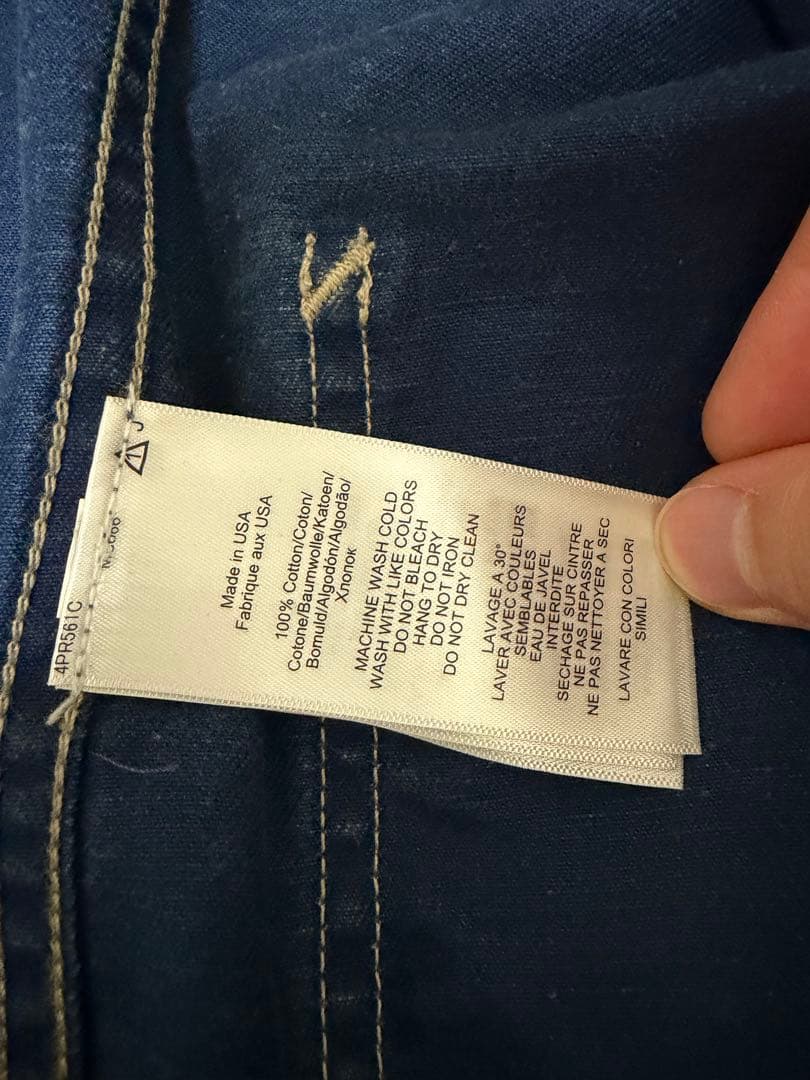 4PR561C
Made in USA
Fabrique aux USA
100% Cotton/Coton/
Cotone/Baumwolle/Katoen/
Bomuld/Algodón/Algodão/
Хлопок
MACHINE WASH COLD
WASH WITH LIKE COLORS
DO NOT BLEACH
HANG TO DRY
DO NOT IRON
DO NOT DRY CLEAN
LAVAGE A 30°
LAVER AVEC COULEURS
SEMBLABLES
EAU DE JAVEL
INTERDITE
SECHAGE SUR CINTRE
NE PAS REPASSER
NE PAS NETTOYER A SEC
LAVARE CON COLORI
SIMILI